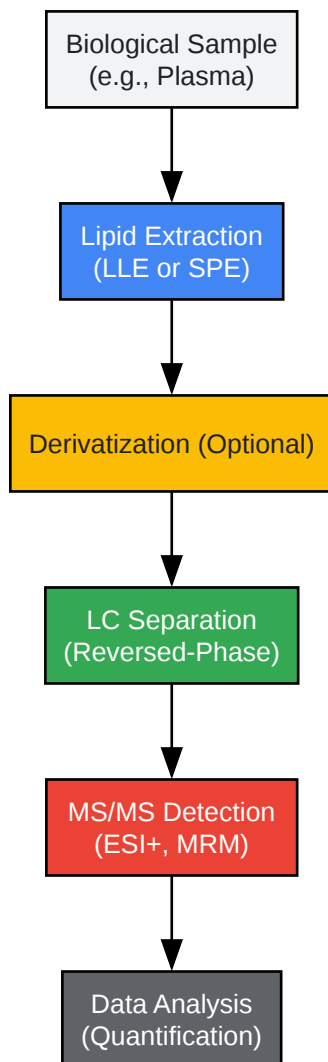 Biological Sample
(e.g., Plasma)
Lipid Extraction
(LLE or SPE)
Derivatization (Optional)
LC Separation
(Reversed-Phase)
MS/MS Detection
(ESI+, MRM)
Data Analysis
(Quantification)